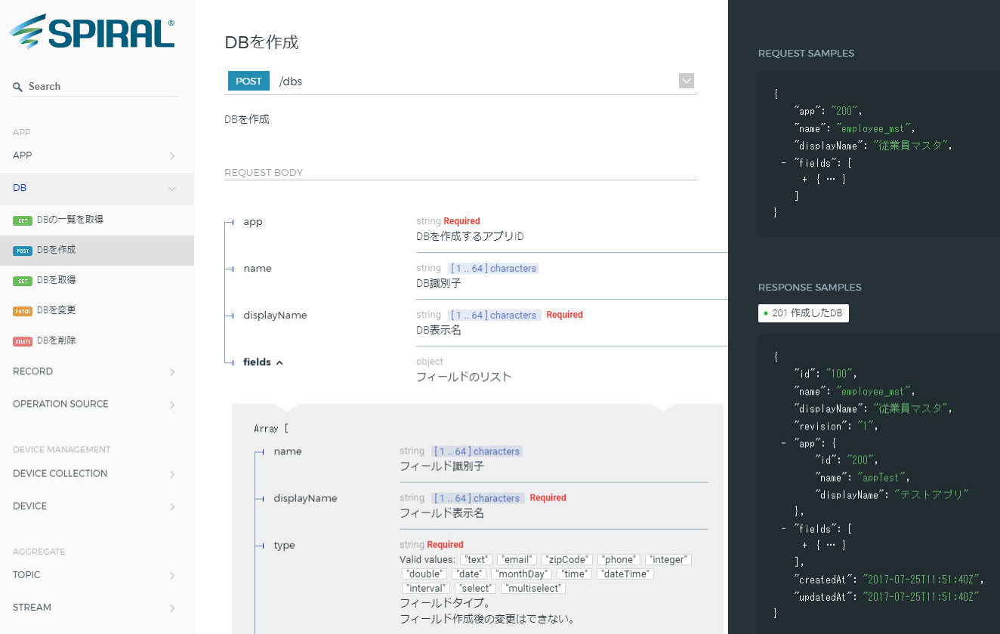 SPIRAL®
Search
APP
APP
DB
GET DBの一覧を取得
POST DBを作成
GET DBを取得
PATCH DBを変更
DELETE DBを削除
RECORD
OPERATION SOURCE
DEVICE MANAGEMENT
DEVICE COLLECTION
DEVICE
AGGREGATE
TOPIC
STREAM
DBを作成
POST /dbs
DBを作成
REQUEST BODY
app string Required
DBを作成するアプリID
name string [ 1 .. 64 ] characters
DB識別子
displayName string [ 1 .. 64 ] characters Required
DB表示名
fields object
フィールドのリスト
Array [
name string [ 1 .. 64 ] characters
フィールド識別子
displayName string [ 1 .. 64 ] characters Required
フィールド表示名
type string Required
Valid values: "text" "email" "zipCode" "phone" "integer"
"double" "date" "monthDay" "time" "dateTime"
"interval" "select" "multiselect"
フィールドタイプ。
フィールド作成後の変更はできない。
REQUEST SAMPLES
{
"app": "200",
"name": "employee_mst",
"displayName": "従業員マスタ",
- "fields": [
+ { … }
]
}
RESPONSE SAMPLES
201 作成したDB
{
"id": "100",
"name": "employee_mst",
"displayName": "従業員マスタ",
"revision": "1",
- "app": {
"id": "200",
"name": "appTest",
"displayName": "テストアプリ"
},
- "fields": [
+ { … }
],
"createdAt": "2017-07-25T11:51:40Z",
"updatedAt": "2017-07-25T11:51:40Z"
}